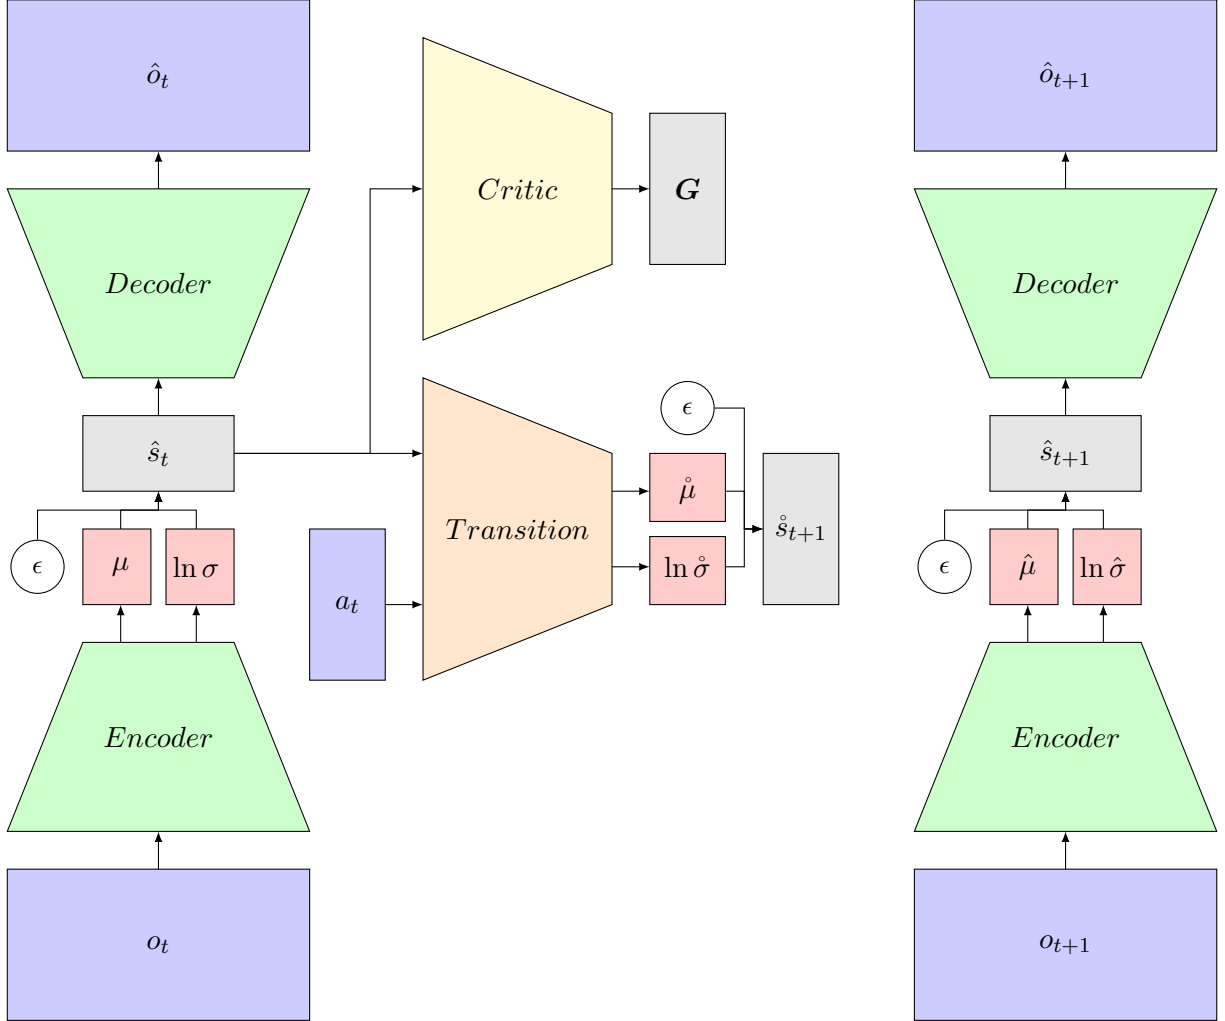 ô_t
Critic
G
ô_{t+1}
Decoder
Decoder
ŝ_t
ϵ
μ̊
ln σ̊
s̊_{t+1}
ŝ_{t+1}
Transition
ϵ
μ
ln σ
a_t
ϵ
μ̂
ln σ̂
Encoder
Encoder
o_t
o_{t+1}